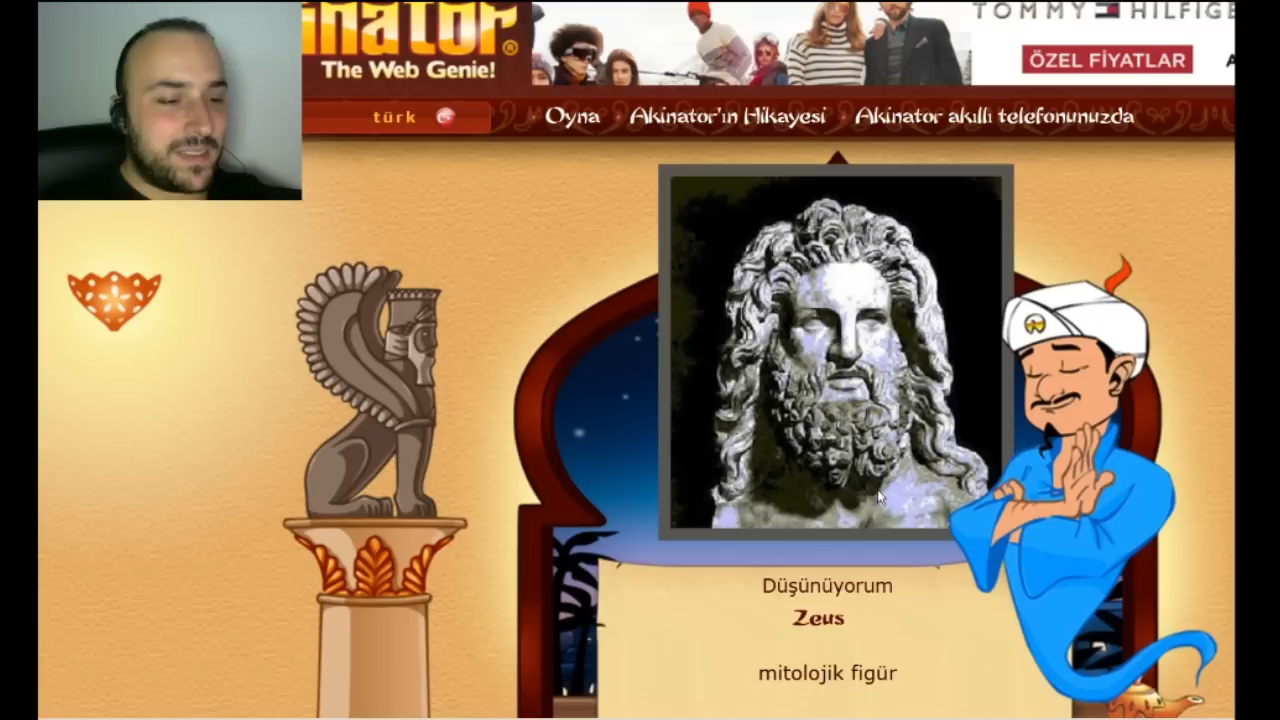 inator®
The Web Genie!
TOMMY HILFIGE
ÖZEL FİYATLAR
A
türk
Oyna
Akinator'ın Hikayesi
Akinator akıllı telefonunuzda
Düşünüyorum
Zeus
mitolojik figür